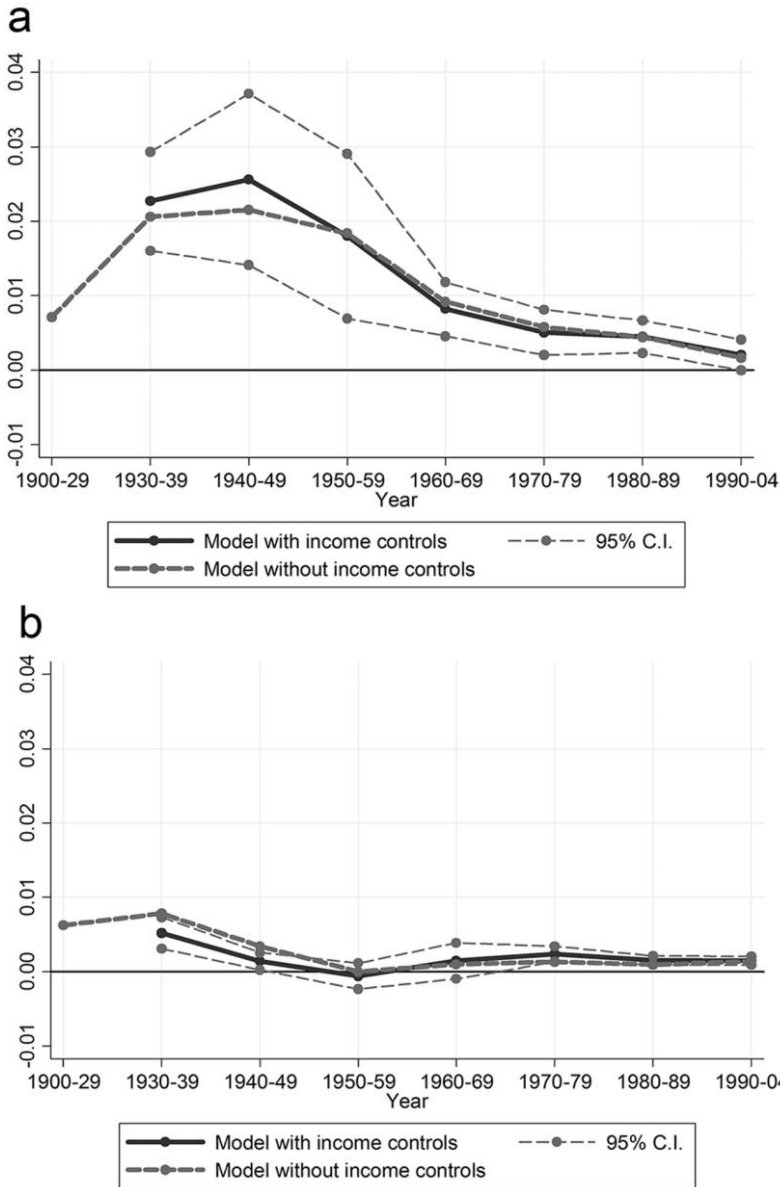 a
0.04
0.03
0.02
0.01
0.00
-0.01
1900-29 1930-39 1940-49 1950-59 1960-69 1970-79 1980-89 1990-04
Year
Model with income controls 95% C.I.
Model without income controls
b
0.04
0.03
0.02
0.01
0.00
-0.01
1900-29 1930-39 1940-49 1950-59 1960-69 1970-79 1980-89 1990-04
Year
Model with income controls 95% C.I.
Model without income controls